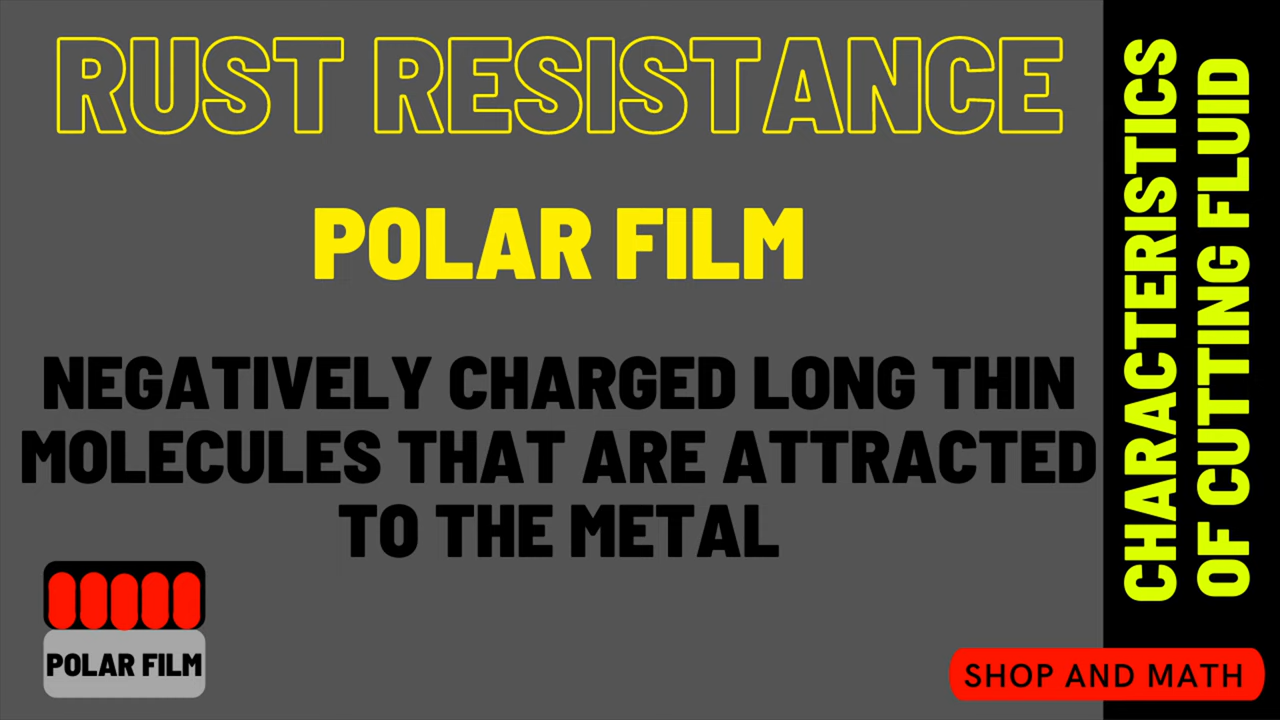 RUST RESISTANCE
POLAR FILM
NEGATIVELY CHARGED LONG THIN
MOLECULES THAT ARE ATTRACTED
TO THE METAL
POLAR FILM
CHARACTERISTICS
OF CUTTING FLUID
SHOP AND MATH